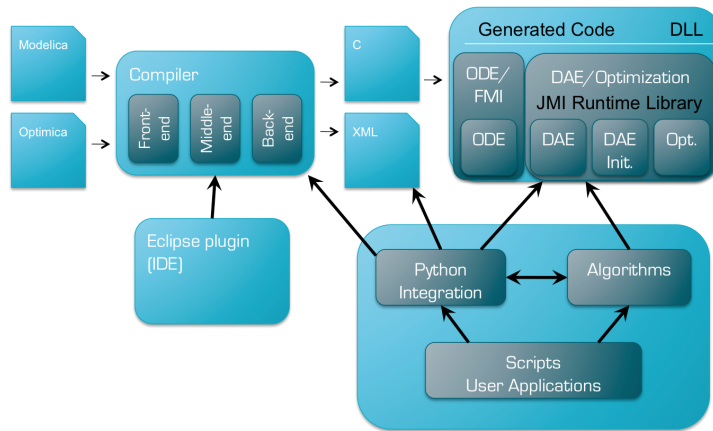 Modelica
Optimica
Compiler
Front-
end
Middle-
end
Back-
end
C
XML
Generated Code
DLL
ODE/
FMI
DAE/Optimization
JMI Runtime Library
ODE
DAE
DAE
Init.
Opt.
Eclipse plugin
(IDE)
Python
Integration
Algorithms
Scripts
User Applications